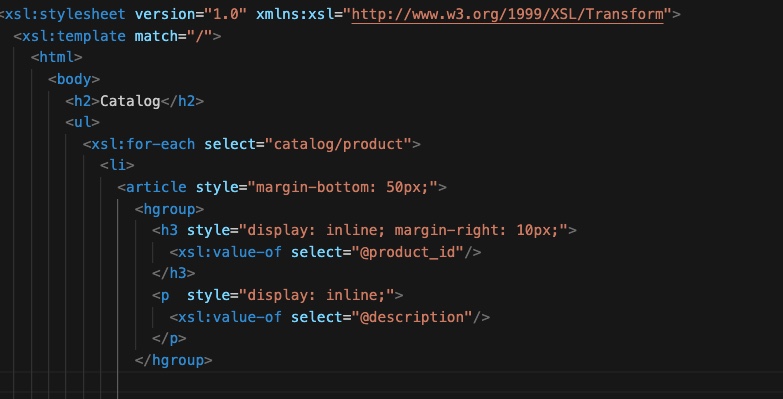 <xsl:stylesheet version="1.0" xmlns:xsl="http://www.w3.org/1999/XSL/Transform">
<xsl:template match="/">
<html>
<body>
<h2>Catalog</h2>
<ul>
<xsl:for-each select="catalog/product">
<li>
<article style="margin-bottom: 50px;">
<hgroup>
<h3 style="display: inline; margin-right: 10px;">
<xsl:value-of select="@product_id"/>
</h3>
<p  style="display: inline;">
<xsl:value-of select="@description"/>
</p>
</hgroup>